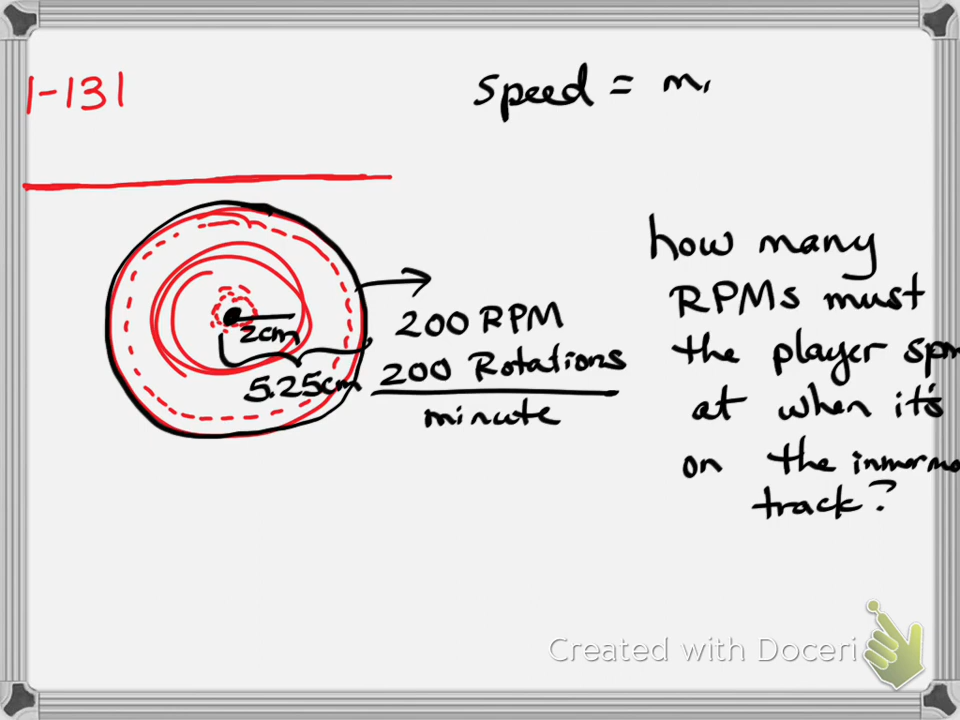 1-131
speed = m
2cm
5.25cm
200 RPM
200 Rotations
minute
how many
RPMs must
the player
at when it's
on the
track?
Created with Doceri